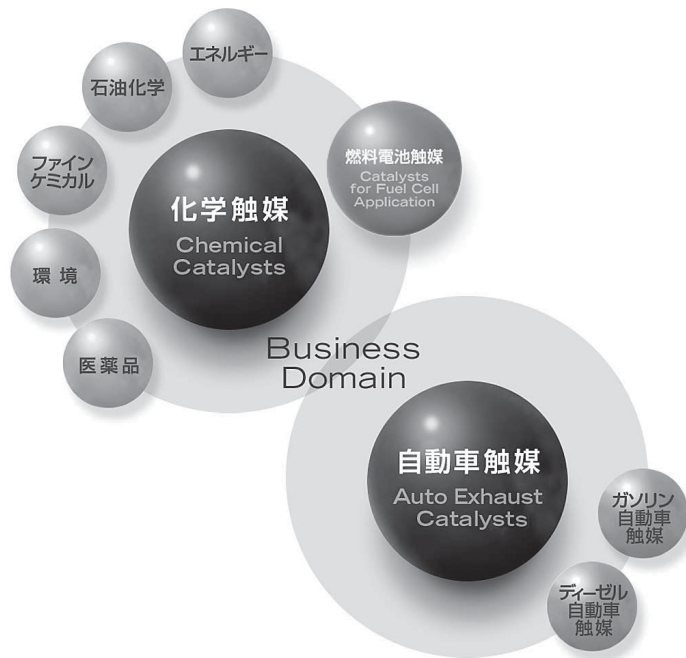 エネルギー
石油化学
ファイン
ケミカル
環 境
医薬品
化学触媒
Chemical
Catalysts
燃料電池触媒
Catalysts
for Fuel Cell
Application
Business
Domain
自動車触媒
Auto Exhaust
Catalysts
ガソリン
自動車
触媒
ディーゼル
自動車
触媒